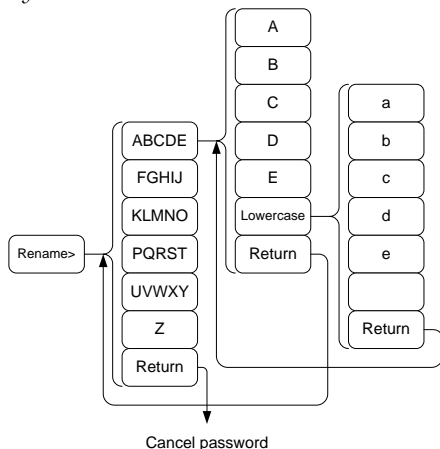 Rename>
ABCDE
FGHIJ
KLMNO
PQRST
UVWXY
Z
Return
A
B
C
D
E
Lowercase
Return
a
b
c
d
e
Return
Cancel password